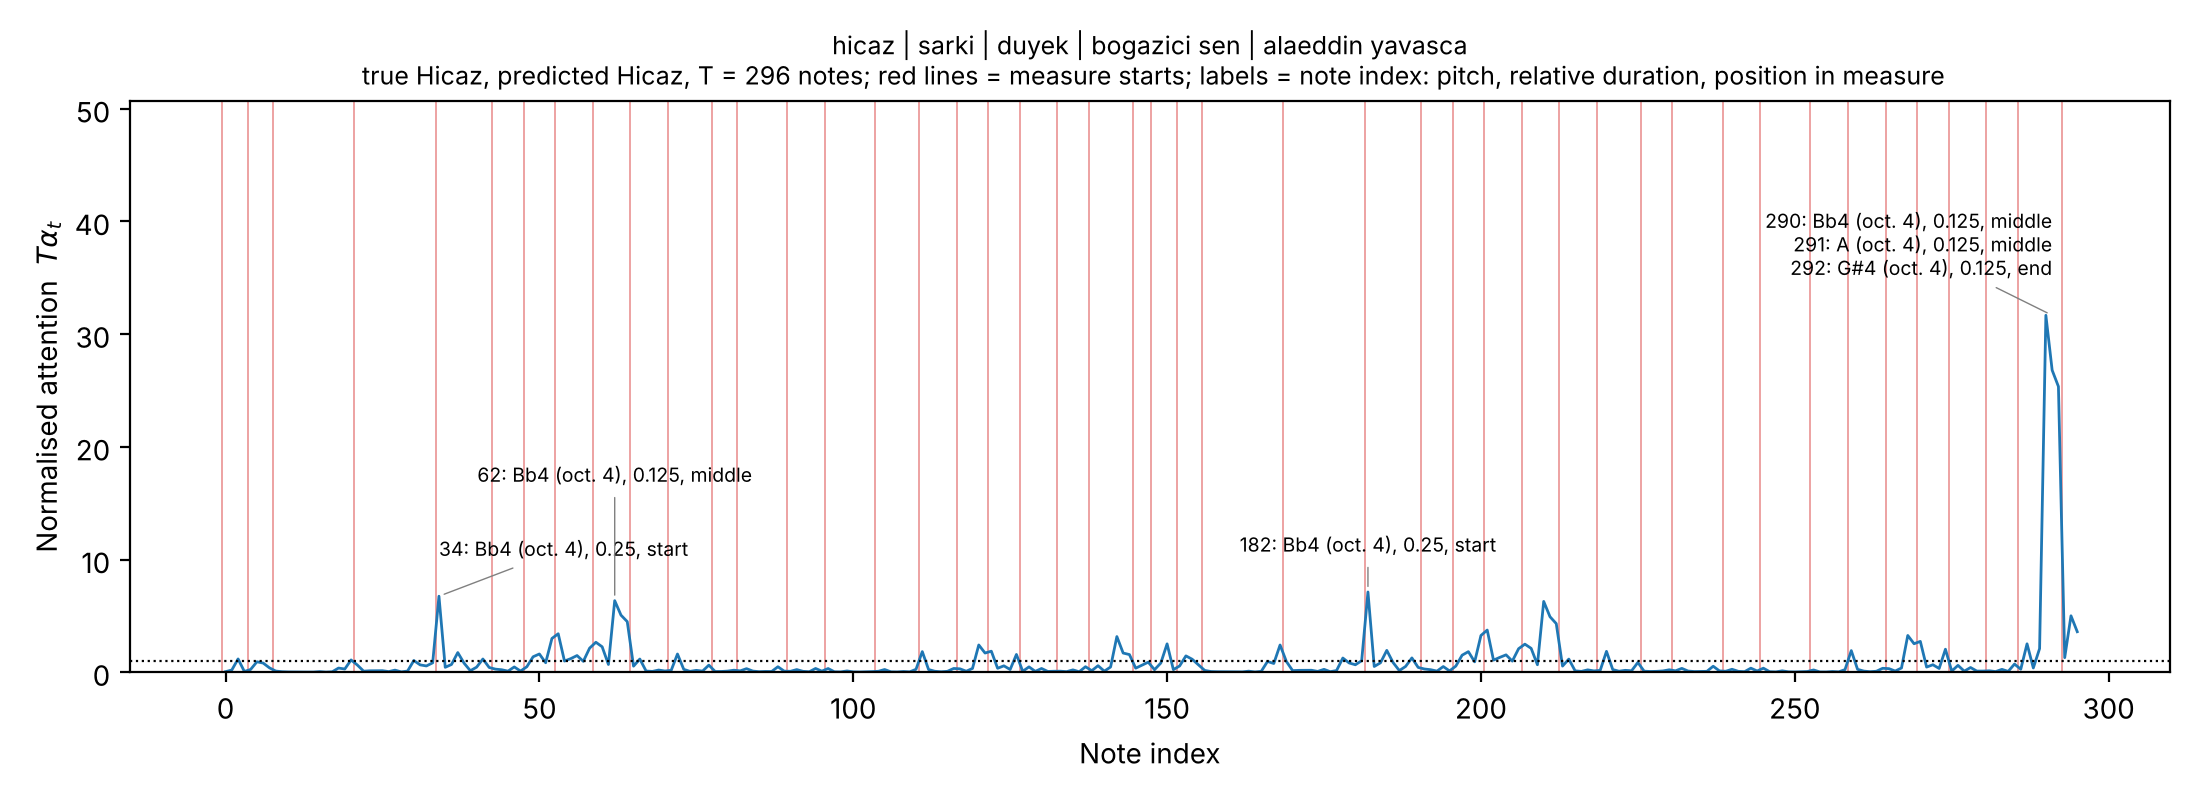 hicaz | sarki | duyek | bogazici sen | alaeddin yavasca
true Hicaz, predicted Hicaz, T = 296 notes; red lines = measure starts; labels = note index: pitch, relative duration, position in measure
50
40
30
20
10
0
Normalised attention Tαt
290: Bb4 (oct. 4), 0.125, middle
291: A (oct. 4), 0.125, middle
292: G#4 (oct. 4), 0.125, end
62: Bb4 (oct. 4), 0.125, middle
34: Bb4 (oct. 4), 0.25, start
182: Bb4 (oct. 4), 0.25, start
0 50 100 150 200 250 300
Note index